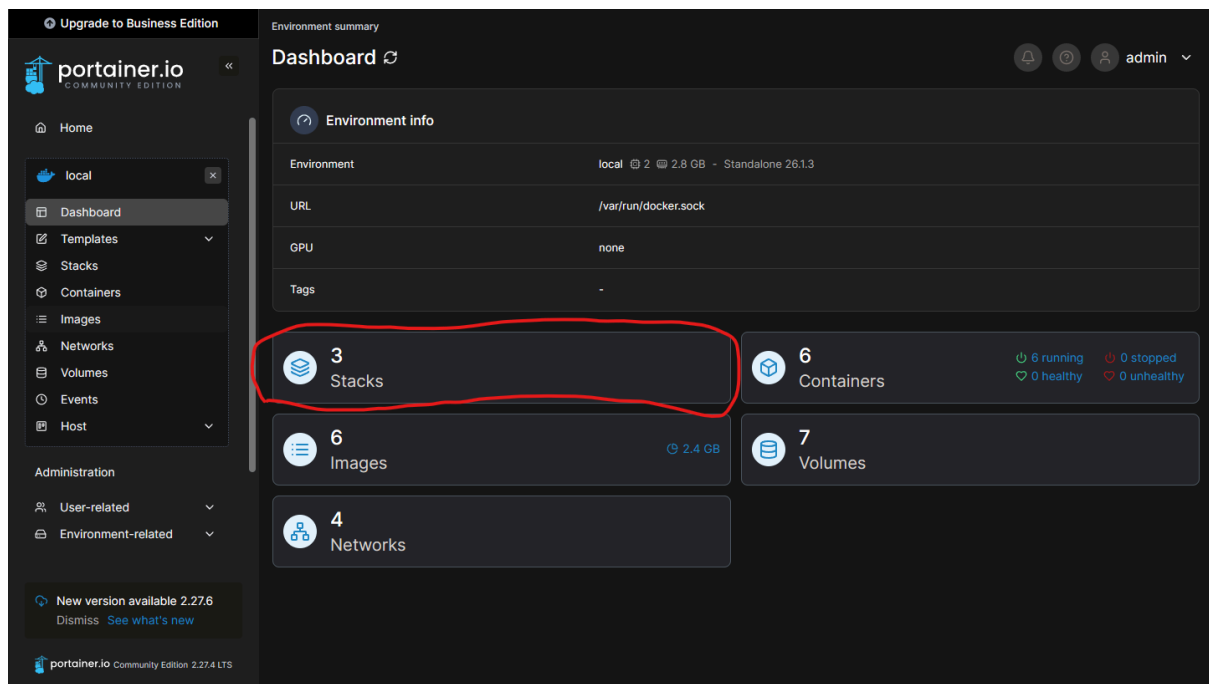 Upgrade to Business Edition
portainer.io
COMMUNITY EDITION
Home
local
Dashboard
Templates
Stacks
Containers
Images
Networks
Volumes
Events
Host
Administration
User-related
Environment-related
New version available 2.27.6
Dismiss See what's new
portainer.io Community Edition 2.27.4 LTS
Environment summary
Dashboard
admin
Environment info
Environment local 2 2.8 GB - Standalone 26.1.3
URL /var/run/docker.sock
GPU none
Tags -
3
Stacks
6
Containers
6 running 0 stopped
0 healthy 0 unhealthy
6
Images
2.4 GB
7
Volumes
4
Networks